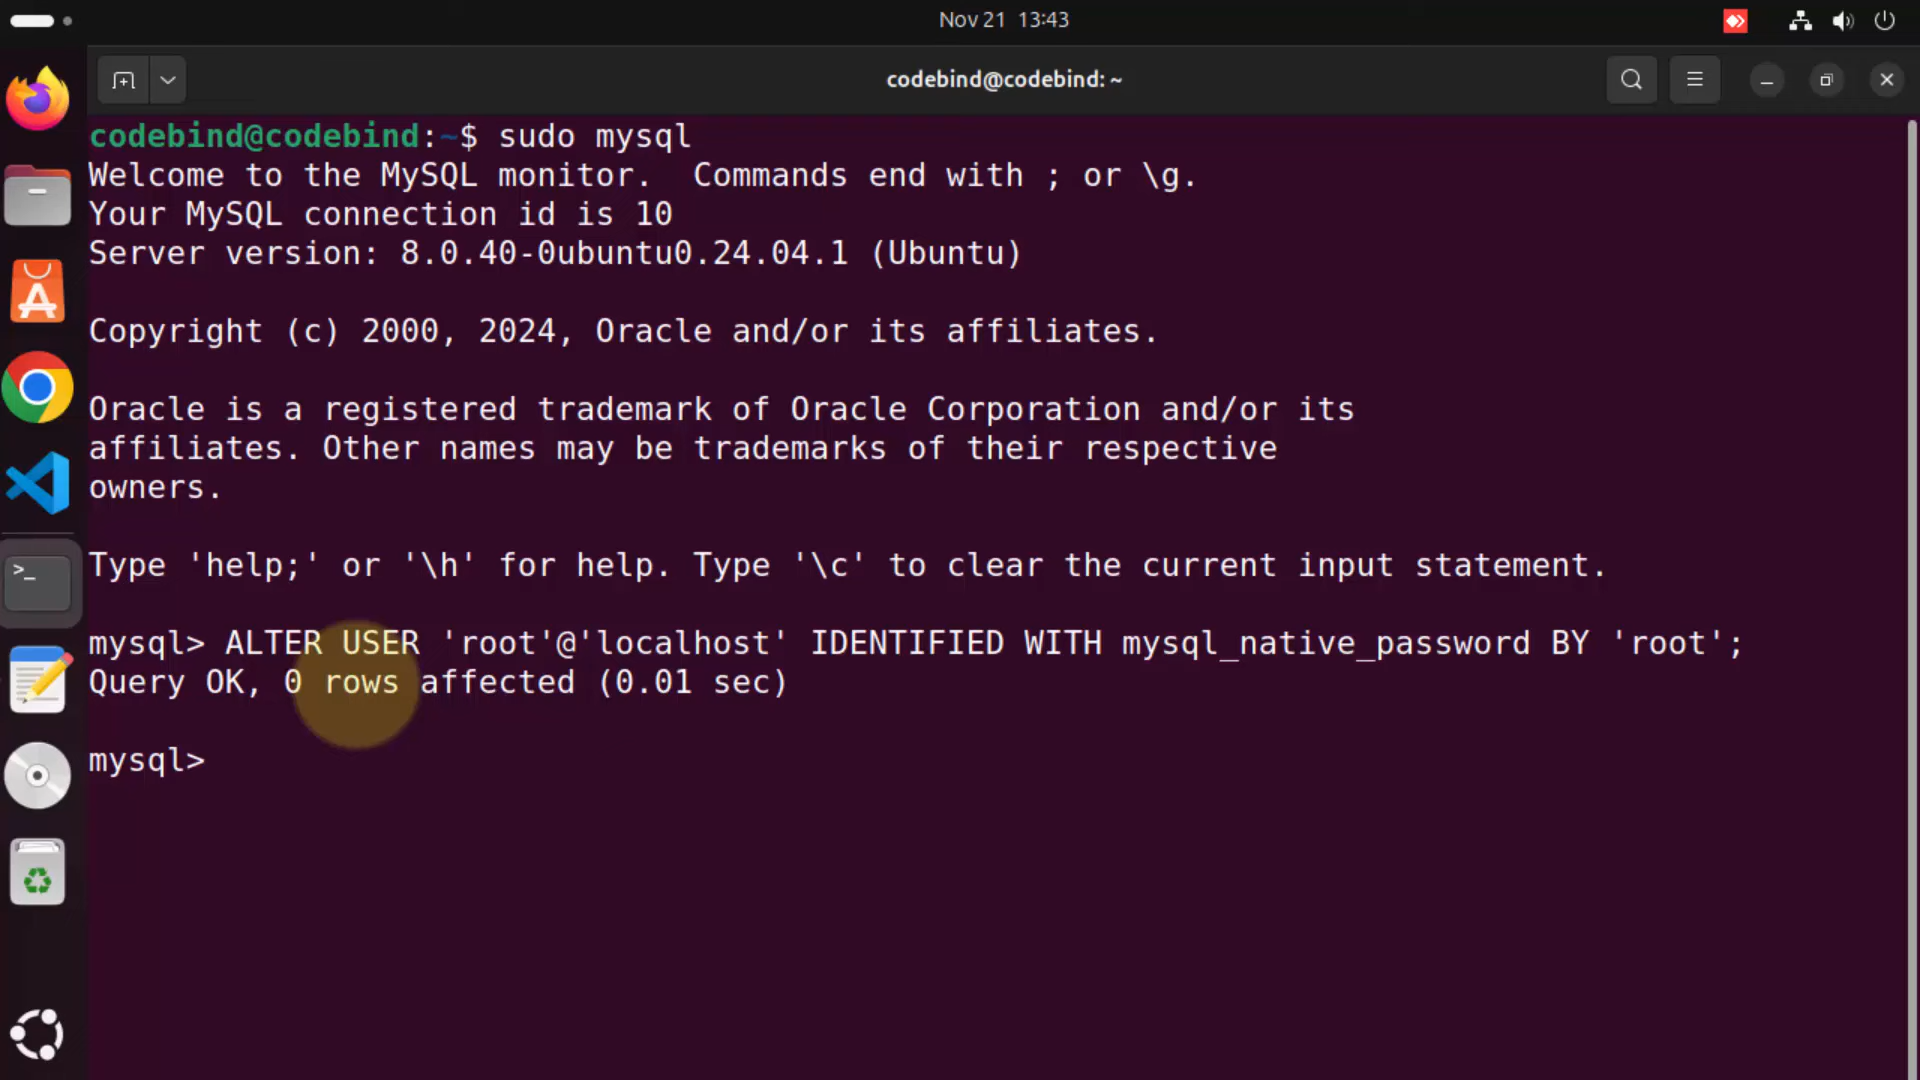 Nov 21 13:43
codebind@codebind: ~
codebind@codebind:~$ sudo mysql
Welcome to the MySQL monitor.  Commands end with ; or \g.
Your MySQL connection id is 10
Server version: 8.0.40-0ubuntu0.24.04.1 (Ubuntu)
Copyright (c) 2000, 2024, Oracle and/or its affiliates.
Oracle is a registered trademark of Oracle Corporation and/or its
affiliates. Other names may be trademarks of their respective
owners.
Type 'help;' or '\h' for help. Type '\c' to clear the current input statement.
mysql> ALTER USER 'root'@'localhost' IDENTIFIED WITH mysql_native_password BY 'root';
Query OK, 0 rows affected (0.01 sec)
mysql>